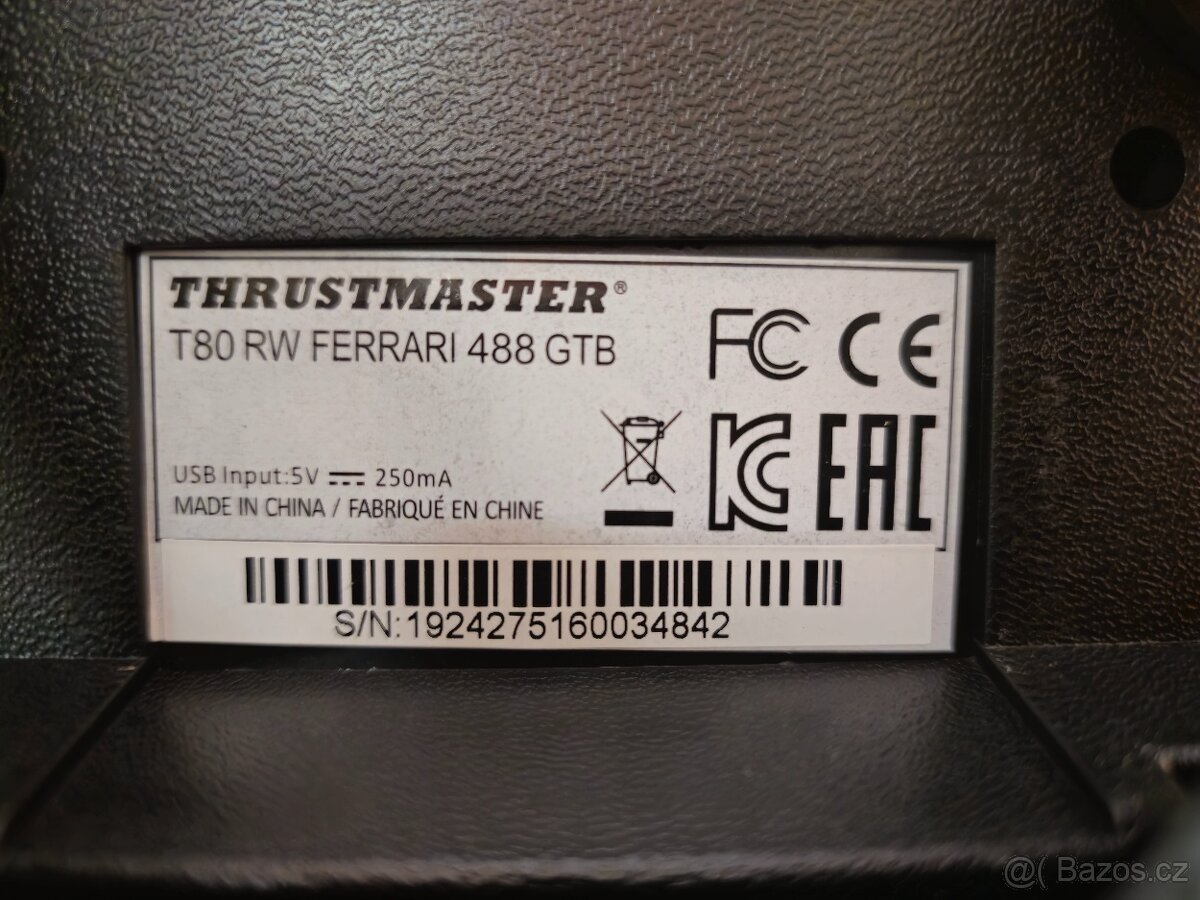 THRUSTMASTER®
T80 RW FERRARI 488 GTB
FC CE
KC EAC
USB Input:5V 250mA
MADE IN CHINA / FABRIQUÉ EN CHINE
S/N:1924275160034842
@( Bazos.cz